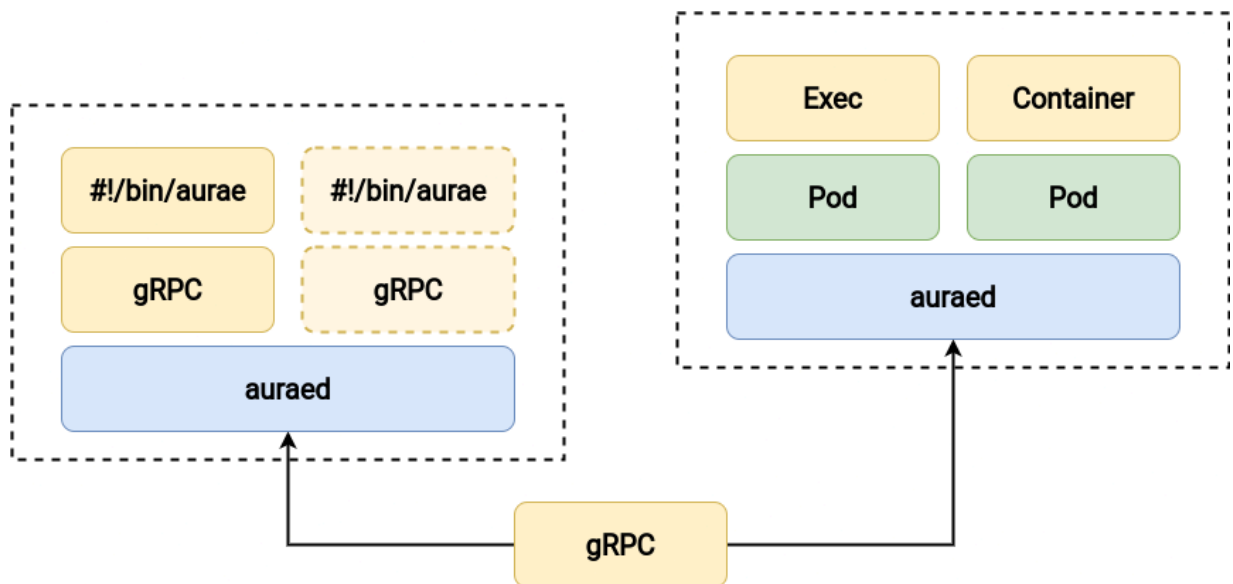 #!/bin/aurae
#!/bin/aurae
gRPC
gRPC
auraed
Exec
Container
Pod
Pod
auraed
gRPC